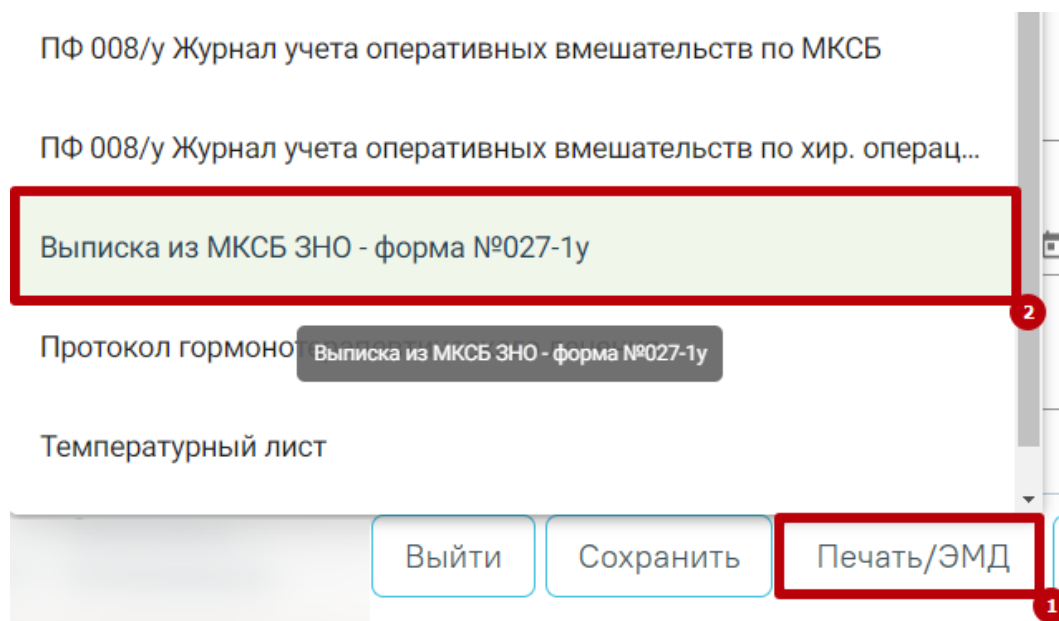 ПФ 008/у Журнал учета оперативных вмешательств по МКСБ
ПФ 008/у Журнал учета оперативных вмешательств по хир. операц...
Выписка из МКСБ ЗНО - форма №027-1у
2
Протокол
Выписка из МКСБ ЗНО - форма №027-1у
Температурный лист
Выйти
Сохранить
Печать/ЭМД
1